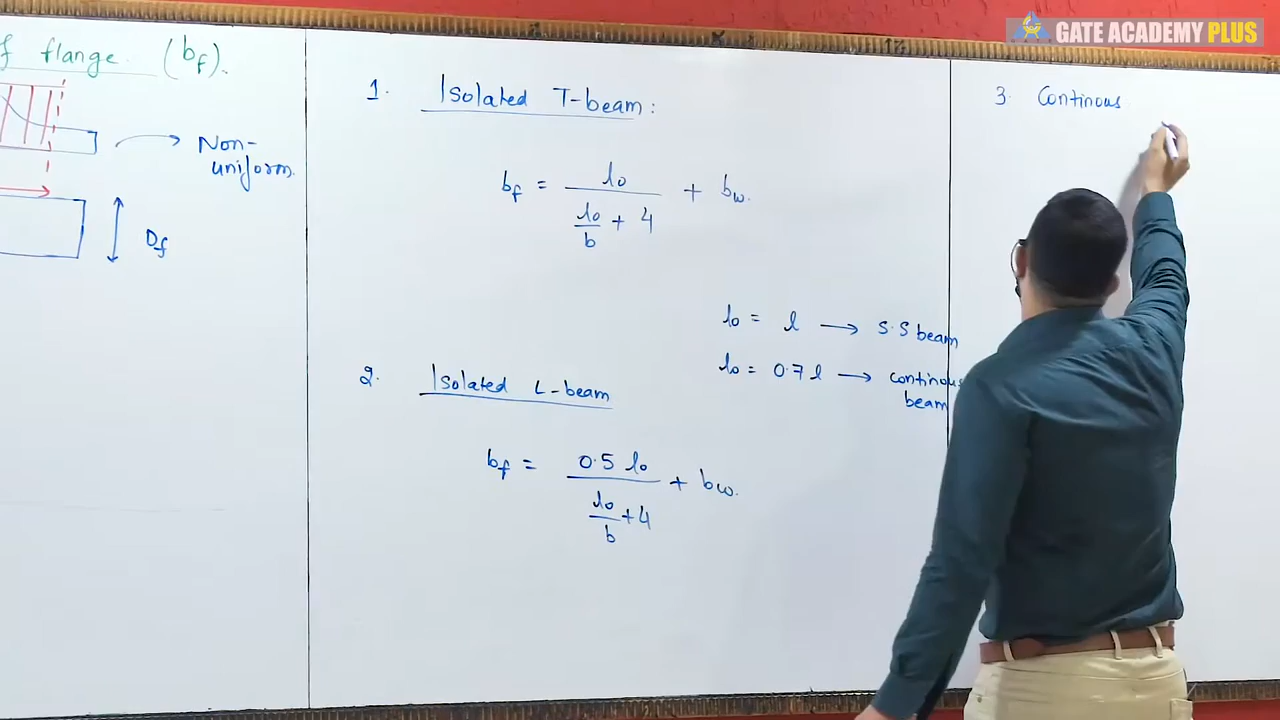 GATE ACADEMY PLUS
f flange. (bf).
Non-
uniform.
Df
1. Isolated T-beam:
bf = lo / (lo/b + 4) + bw.
lo = l → S.S beam
lo = 0.7 l → continous
beam
2. Isolated L-beam
bf = 0.5 lo / (lo/b + 4) + bw.
3. Continous